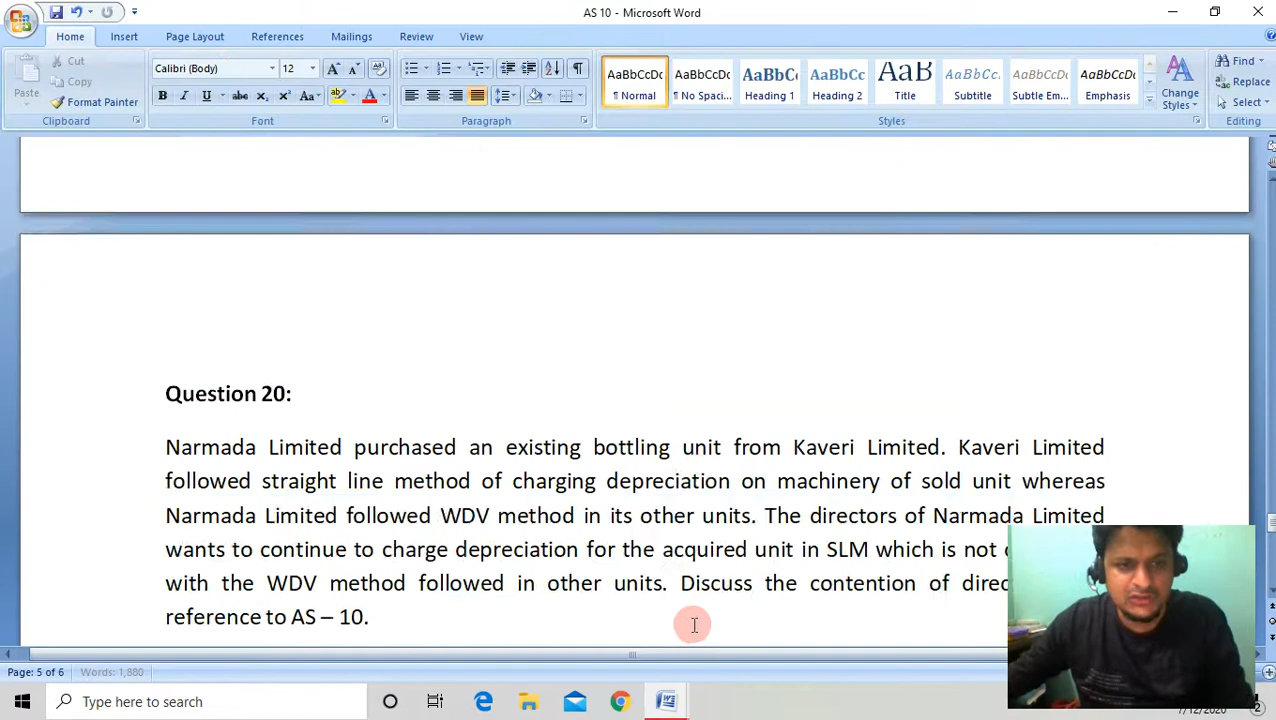 AS 10 - Microsoft Word
Home Insert Page Layout References Mailings Review View
Cut
Copy
Paste
Format Painter
Clipboard
Calibri (Body) 12
Font
Paragraph
AaBbCcDc AaBbCcDc AaBbC AaBbCc AaB AaBbCc. AaBbCcDc AaBbCcDc
¶ Normal ¶ No Spaci... Heading 1 Heading 2 Title Subtitle Subtle Em... Emphasis
Change
Styles
Styles
Find
Replace
Select
Editing
Question 20:
Narmada Limited purchased an existing bottling unit from Kaveri Limited. Kaveri Limited
followed straight line method of charging depreciation on machinery of sold unit whereas
Narmada Limited followed WDV method in its other units. The directors of Narmada Limited
wants to continue to charge depreciation for the acquired unit in SLM which is not
with the WDV method followed in other units. Discuss the contention of
reference to AS – 10.
Page: 5 of 6 Words: 1,880
Type here to search
7/12/2020